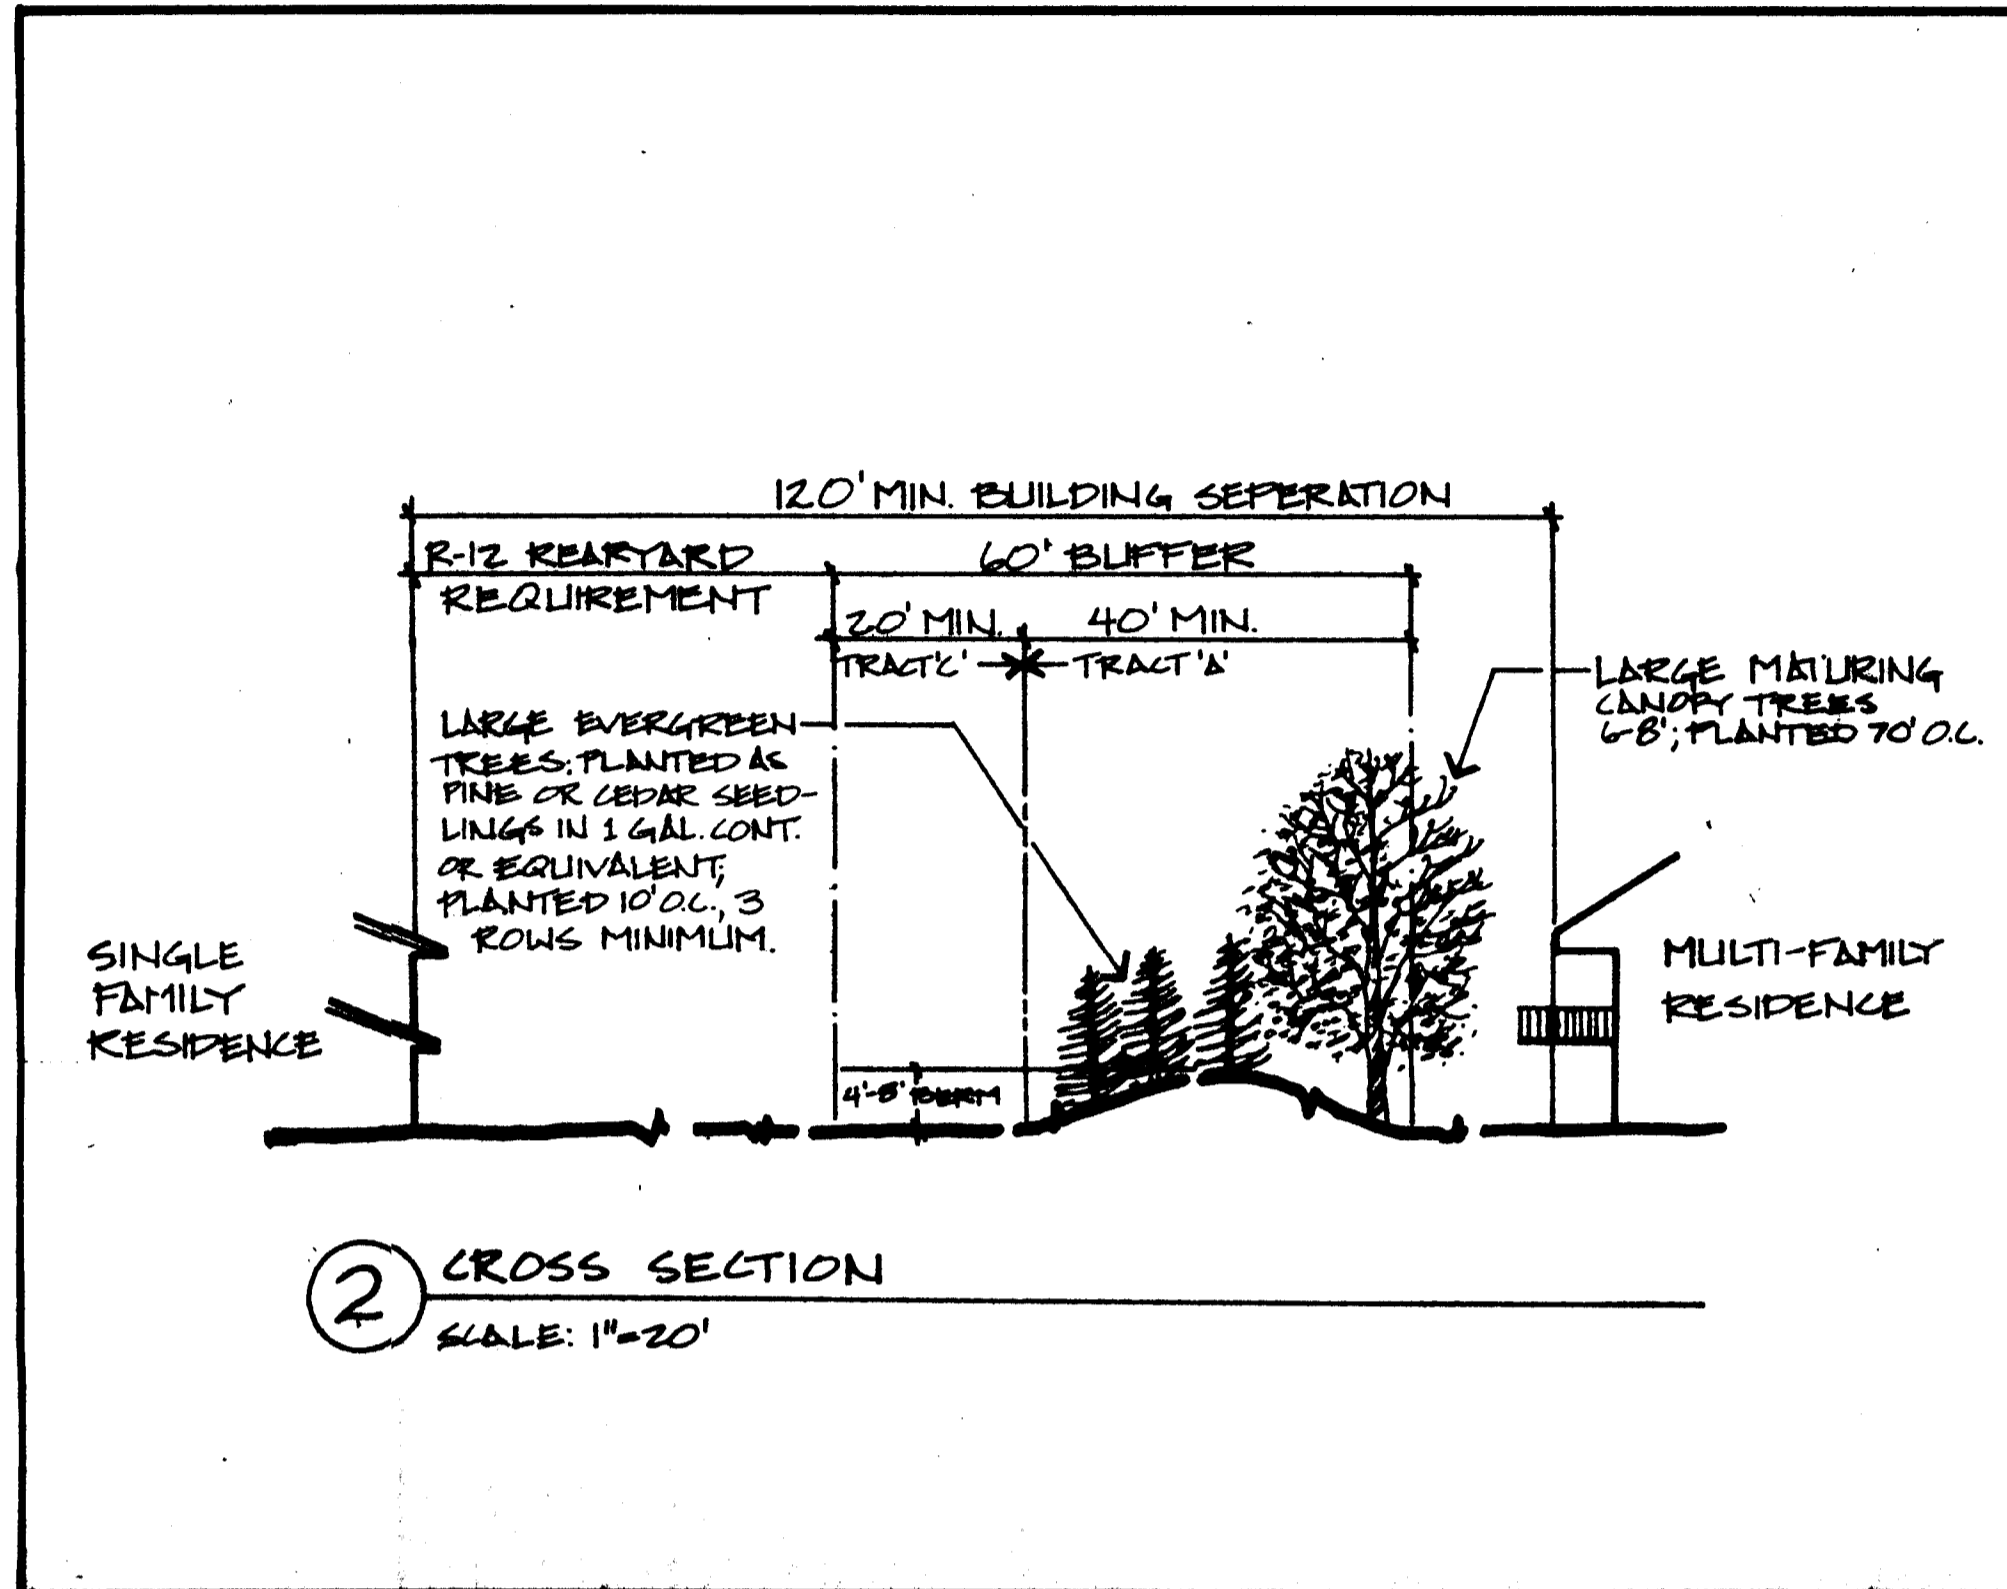 120' MIN. BUILDING SEPERATION
R-12 REARYARD
REQUIREMENT
60' BUFFER
20' MIN.
40' MIN.
TRACT 'C'
TRACT 'A'
LARGE MATURING
CANOPY TREES
6-8'; PLANTED 70' O.C.
LARGE EVERGREEN
TREES; PLANTED AS
PINE OR CEDAR SEED-
LINGS IN 1 GAL. CONT.
OR EQUIVALENT;
PLANTED 10' O.C., 3
ROWS MINIMUM.
SINGLE
FAMILY
RESIDENCE
MULTI-FAMILY
RESIDENCE
4'-8' BERM
2
CROSS SECTION
SCALE: 1"=20'